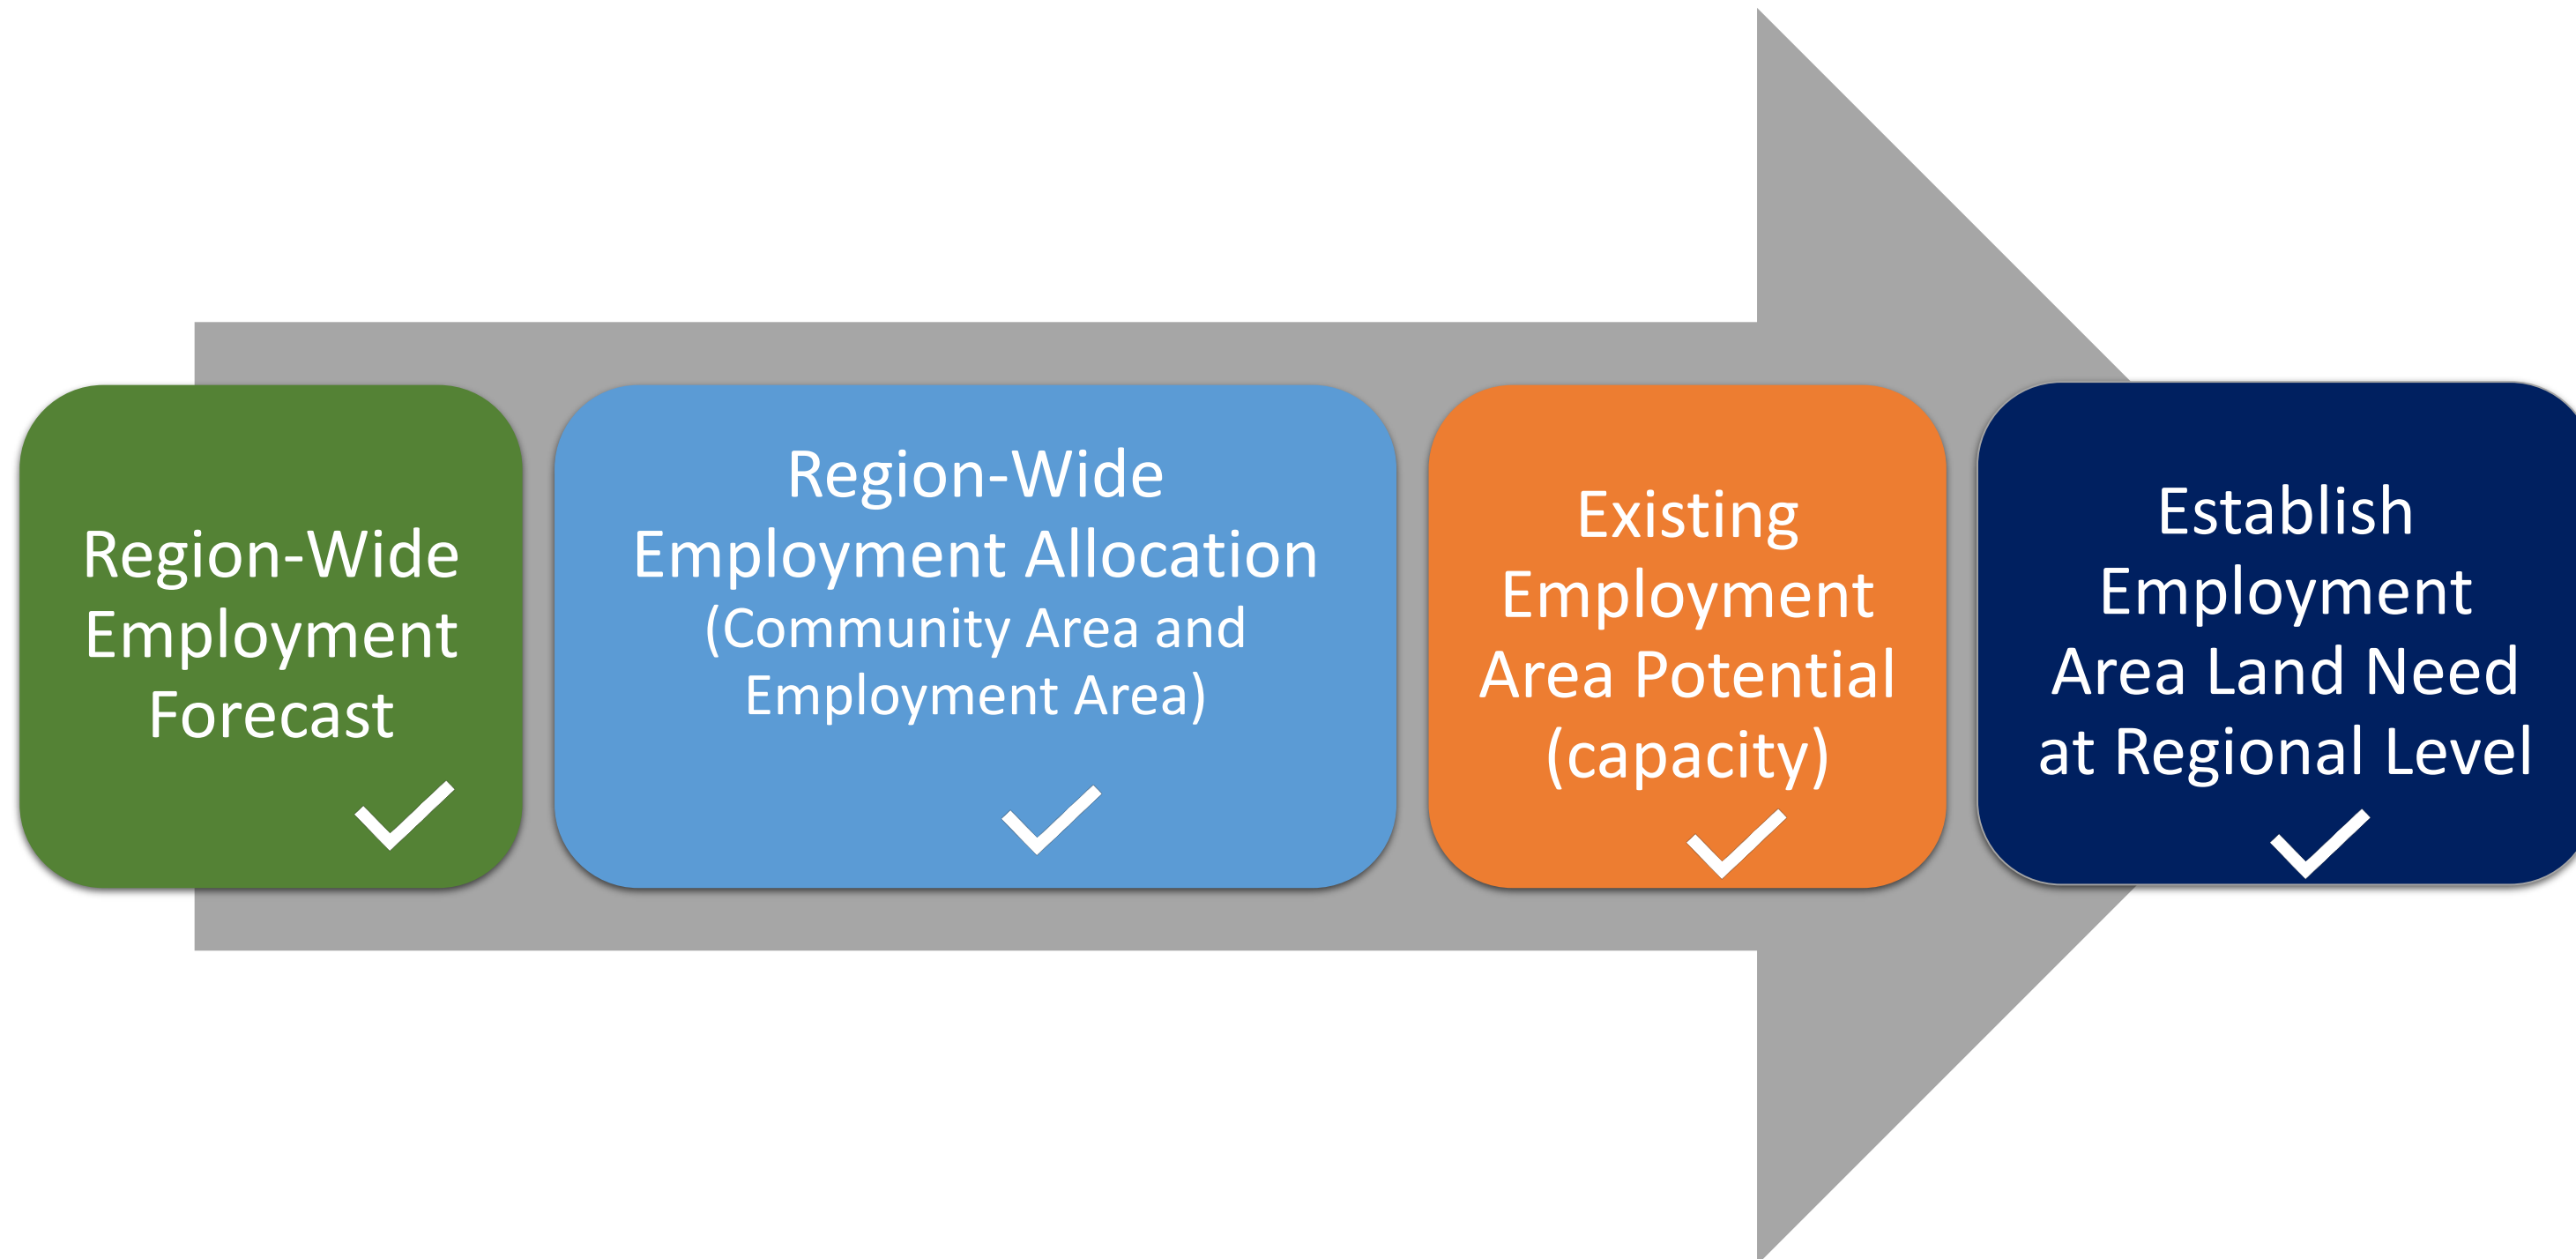 Region-Wide
Employment
Forecast
Region-Wide
Employment Allocation
(Community Area and
Employment Area)
Existing
Employment
Area Potential
(capacity)
Establish
Employment
Area Land Need
at Regional Level